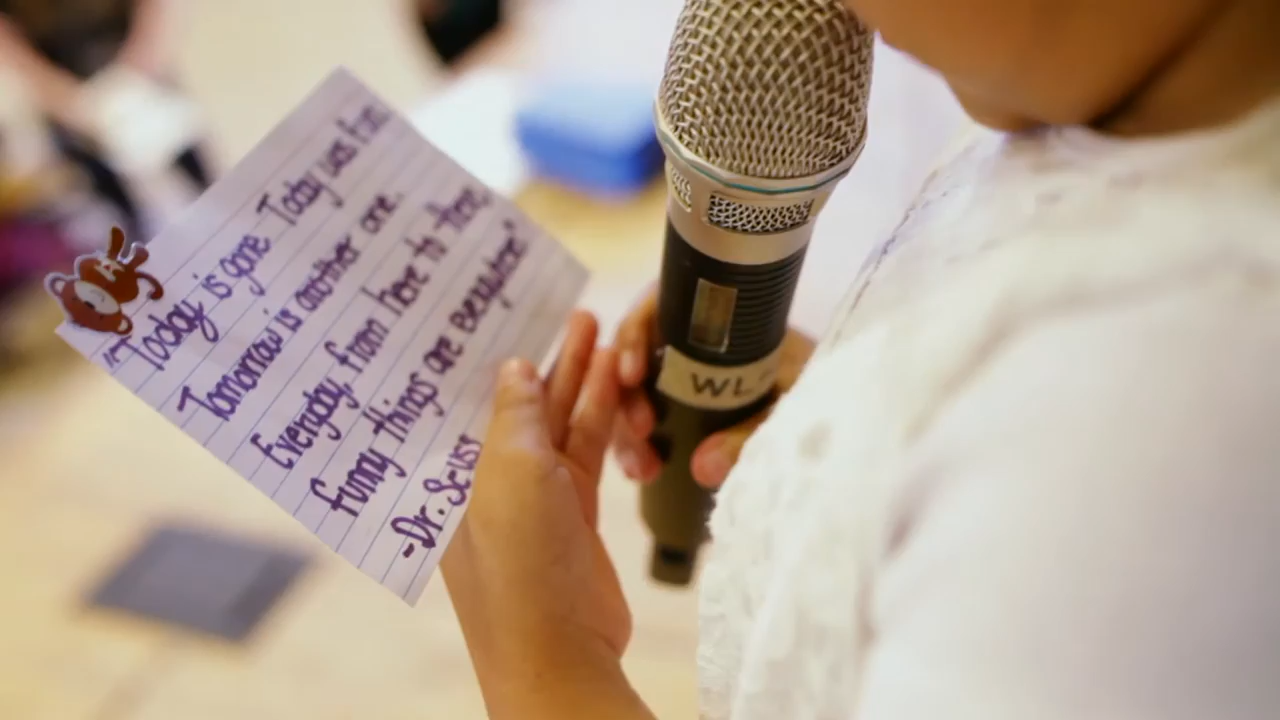 "Today is gone Today was fun.
Tomorrow is another one.
Everyday, from here to there,
funny things are everywhere."
-Dr. Seuss
WL